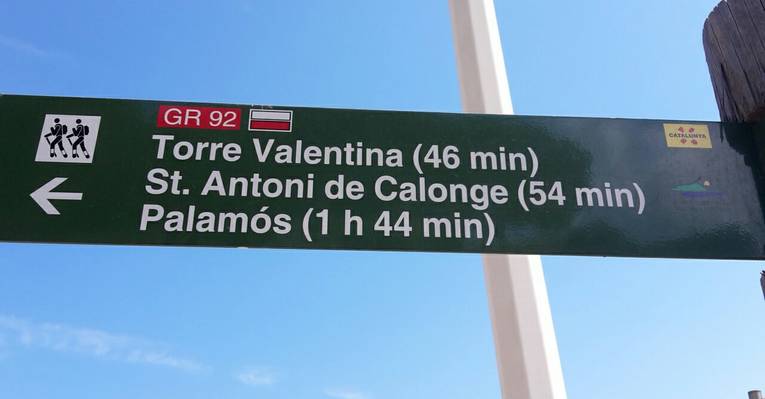 GR 92
Torre Valentina (46 min)
St. Antoni de Calonge (54 min)
Palamós (1 h 44 min)
CATALUNYA